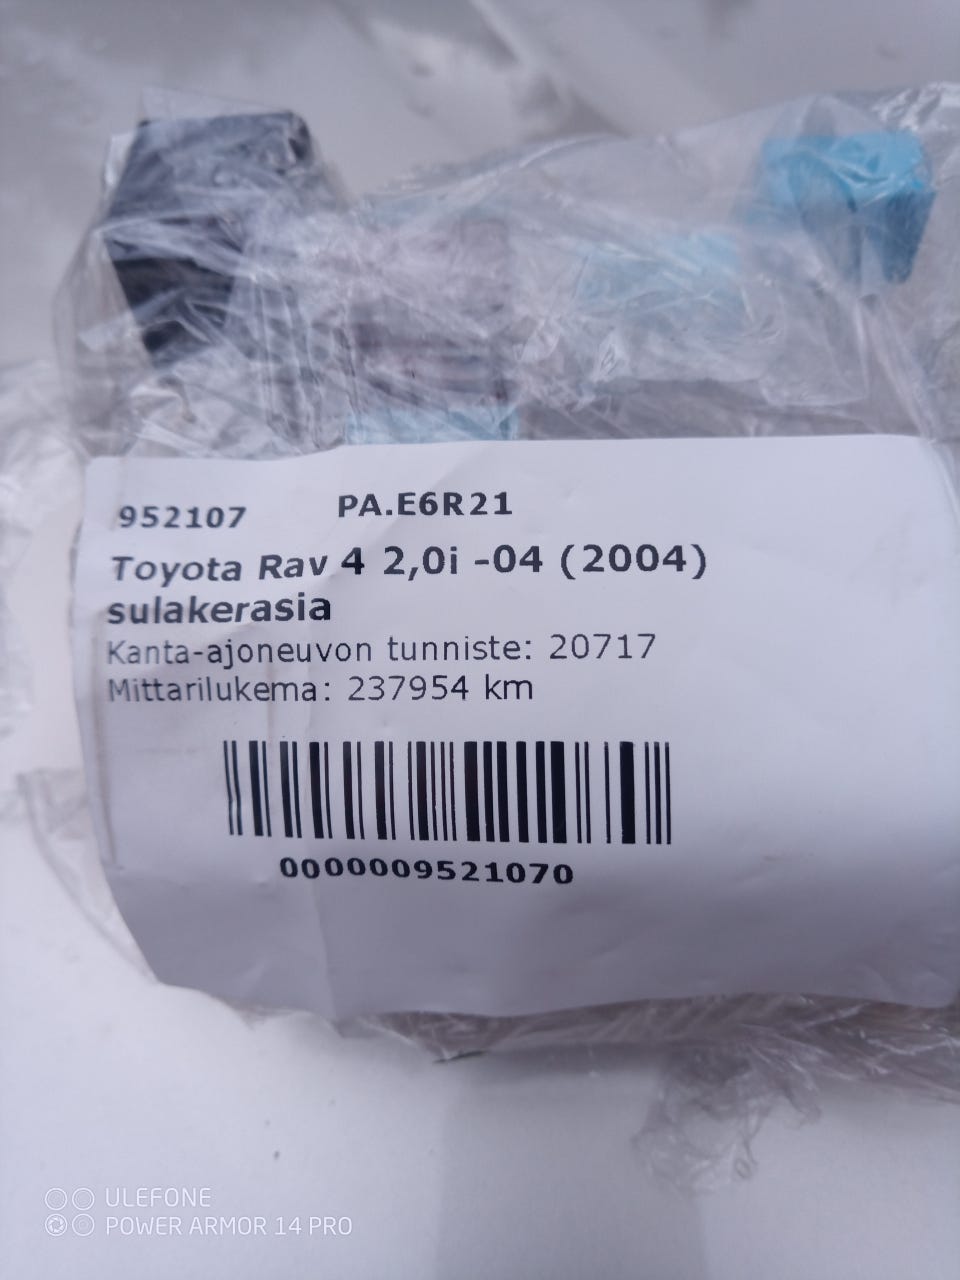 952107 PA.E6R21
Toyota Rav 4 2,0i -04 (2004)
sulakerasia
Kanta-ajoneuvon tunniste: 20717
Mittarilukema: 237954 km
0000009521070
ULEFONE
POWER ARMOR 14 PRO